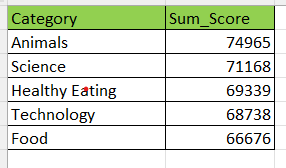 Category Sum_Score
Animals 74965
Science 71168
Healthy Eating 69339
Technology 68738
Food 66676